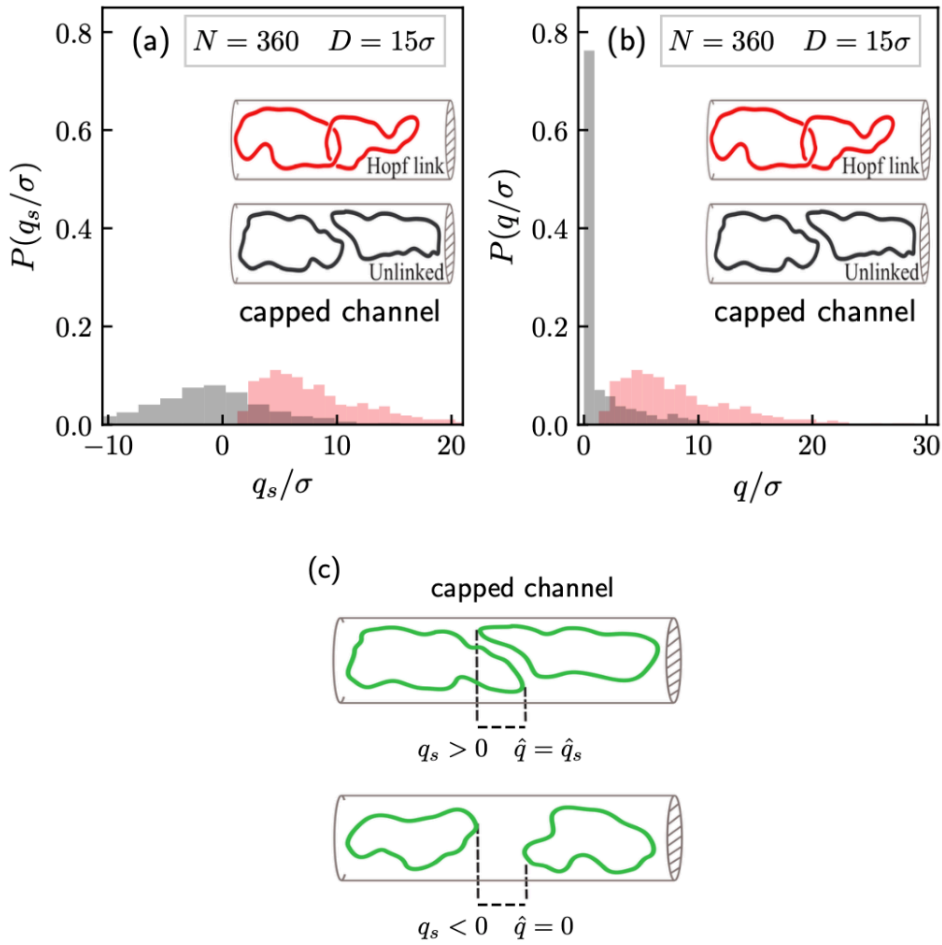 (a) N = 360 D = 15σ
0.8
0.6
0.4
0.2
0.0
P(q_s/σ)
Hopf link
Unlinked
capped channel
−10 0 10 20
q_s/σ
(b) N = 360 D = 15σ
0.8
0.6
0.4
0.2
0.0
P(q/σ)
Hopf link
Unlinked
capped channel
0 10 20 30
q/σ
(c)
capped channel
q_s > 0 q̂ = q̂_s
q_s < 0 q̂ = 0